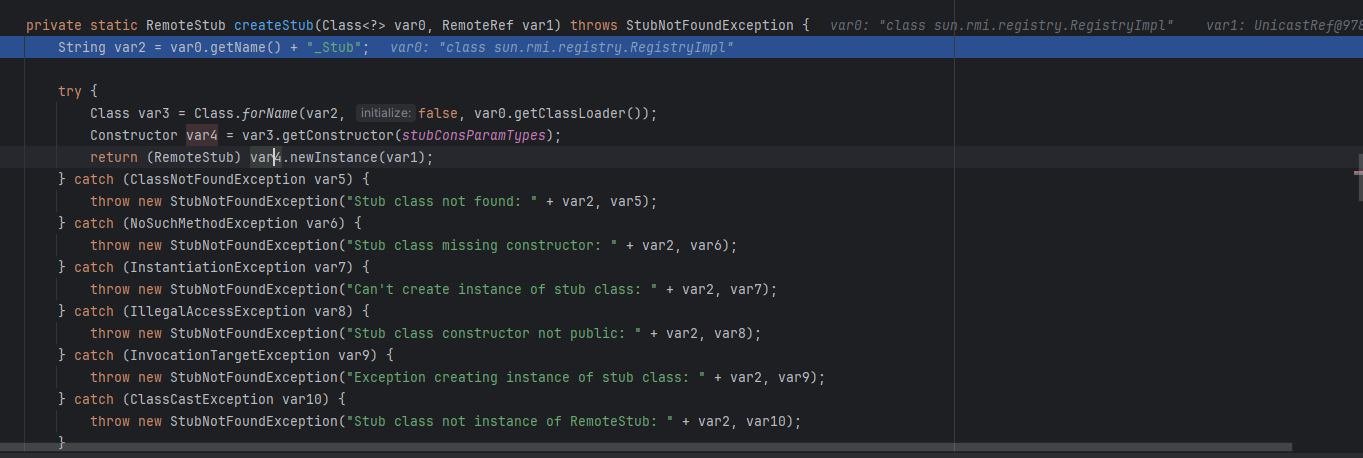 private static RemoteStub createStub(Class<?> var0, RemoteRef var1) throws StubNotFoundException {   var0: "class sun.rmi.registry.RegistryImpl"    var1: UnicastRef@978
    String var2 = var0.getName() + "_Stub";   var0: "class sun.rmi.registry.RegistryImpl"
    try {
        Class var3 = Class.forName(var2, initialize: false, var0.getClassLoader());
        Constructor var4 = var3.getConstructor(stubConsParamTypes);
        return (RemoteStub) var4.newInstance(var1);
    } catch (ClassNotFoundException var5) {
        throw new StubNotFoundException("Stub class not found: " + var2, var5);
    } catch (NoSuchMethodException var6) {
        throw new StubNotFoundException("Stub class missing constructor: " + var2, var6);
    } catch (InstantiationException var7) {
        throw new StubNotFoundException("Can't create instance of stub class: " + var2, var7);
    } catch (IllegalAccessException var8) {
        throw new StubNotFoundException("Stub class constructor not public: " + var2, var8);
    } catch (InvocationTargetException var9) {
        throw new StubNotFoundException("Exception creating instance of stub class: " + var2, var9);
    } catch (ClassCastException var10) {
        throw new StubNotFoundException("Stub class not instance of RemoteStub: " + var2, var10);
    }